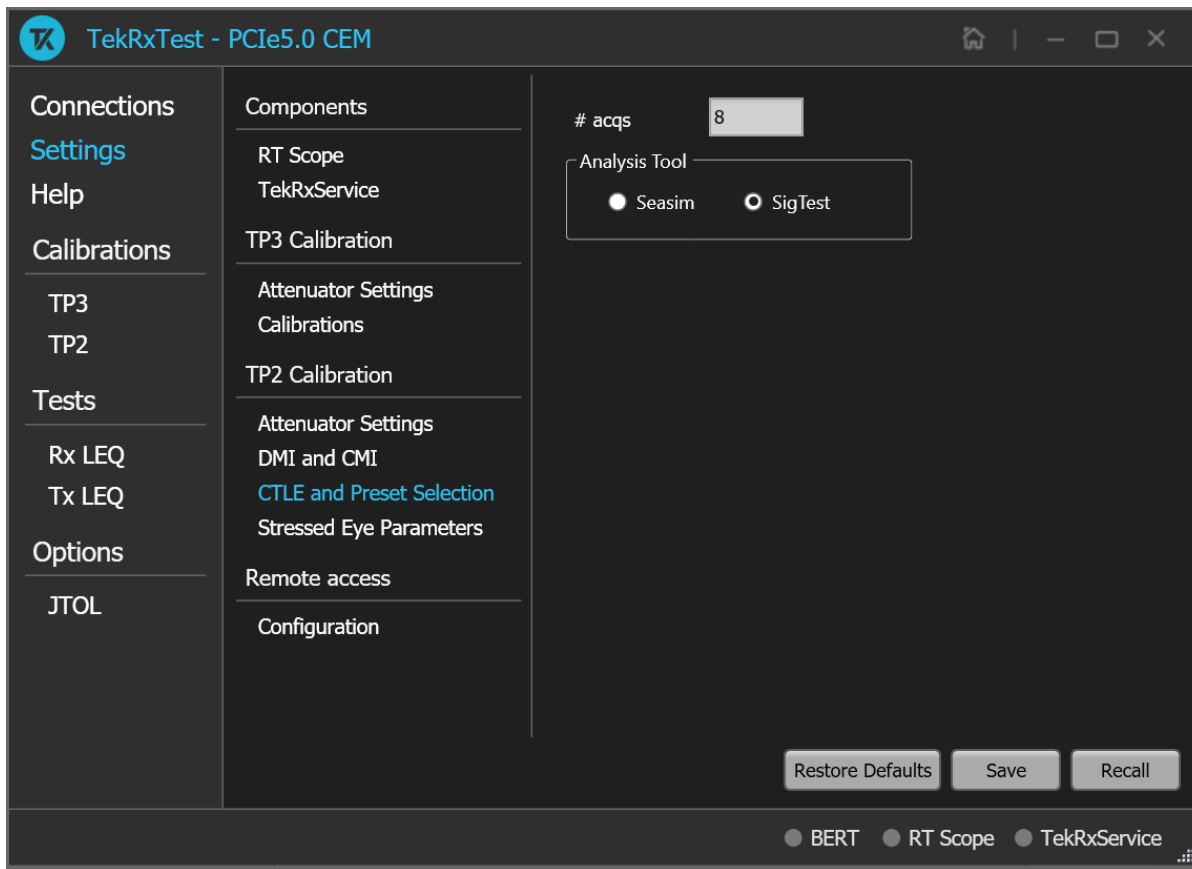 TekRxTest - PCIe5.0 CEM
Connections
Settings
Help
Calibrations
TP3
TP2
Tests
Rx LEQ
Tx LEQ
Options
JTOL
Components
RT Scope
TekRxService
TP3 Calibration
Attenuator Settings
Calibrations
TP2 Calibration
Attenuator Settings
DMI and CMI
CTLE and Preset Selection
Stressed Eye Parameters
Remote access
Configuration
# acqs 8
Analysis Tool
Seasim SigTest
Restore Defaults Save Recall
BERT RT Scope TekRxService